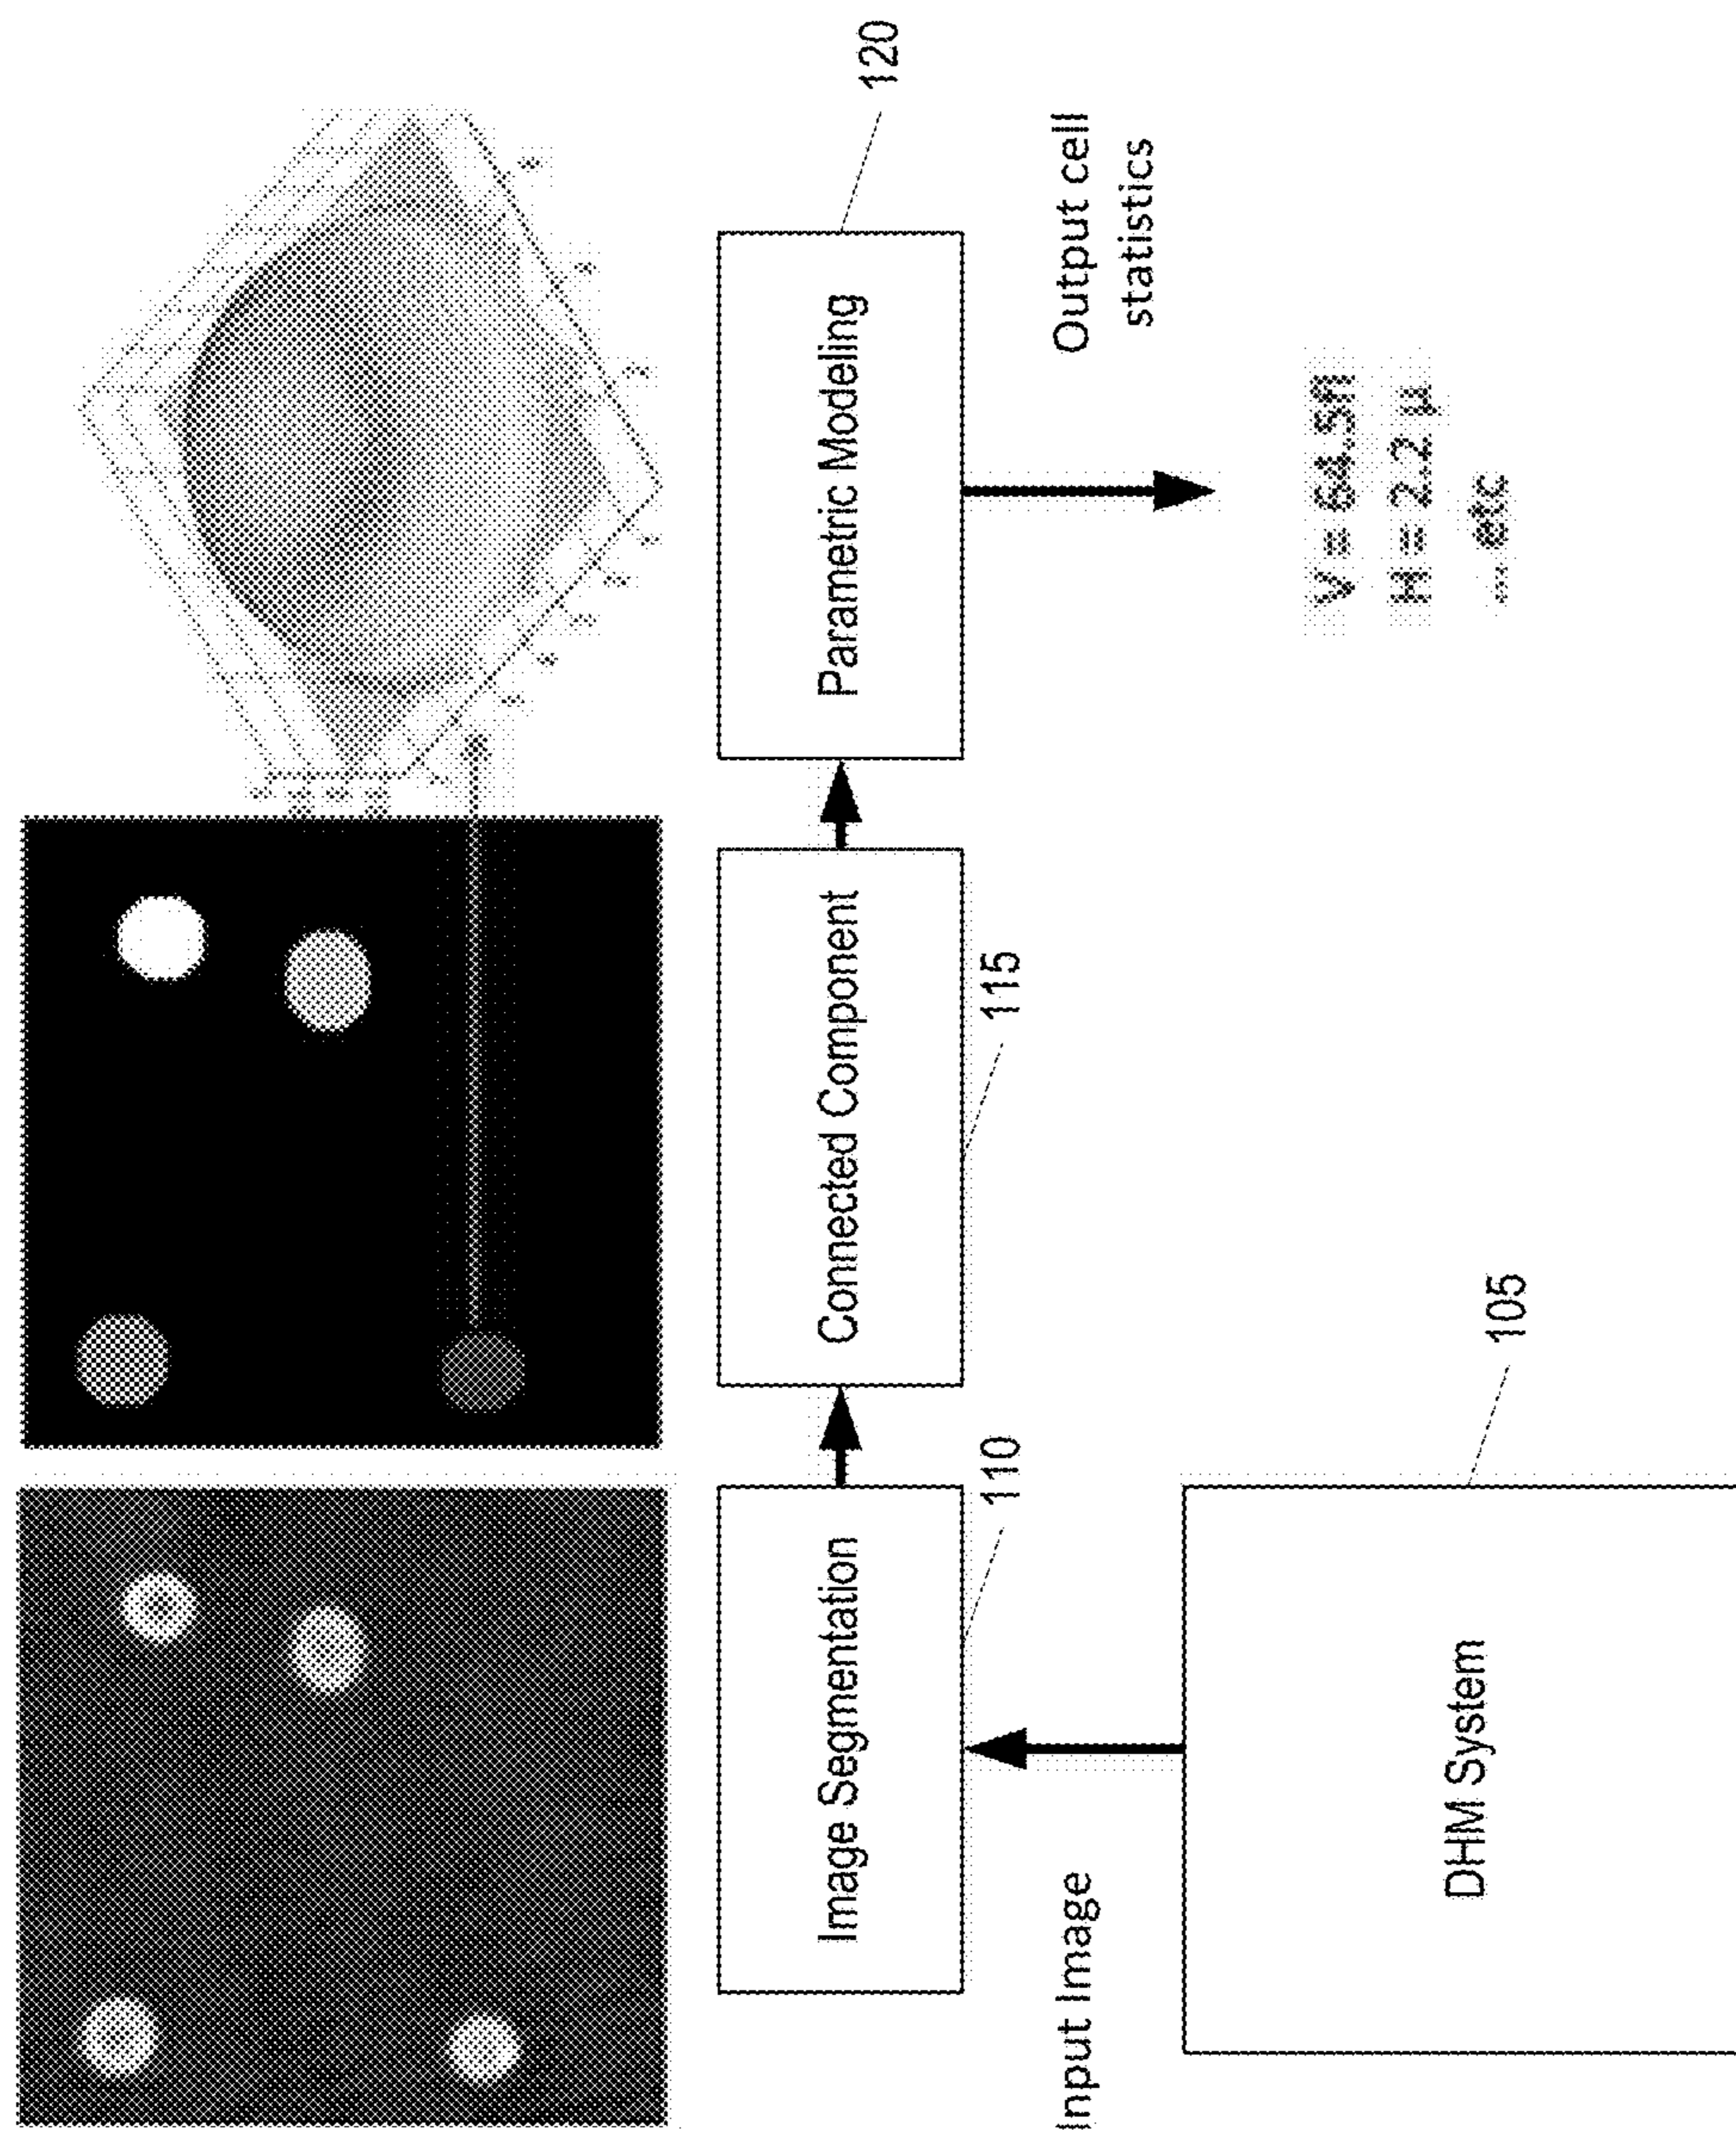 Image Segmentation
Connected Component
Parametric Modeling
120
110
115
Input Image
Output cell
statistics
DHM System
105
V = 64.5fl
H = 2.2 μ
... etc